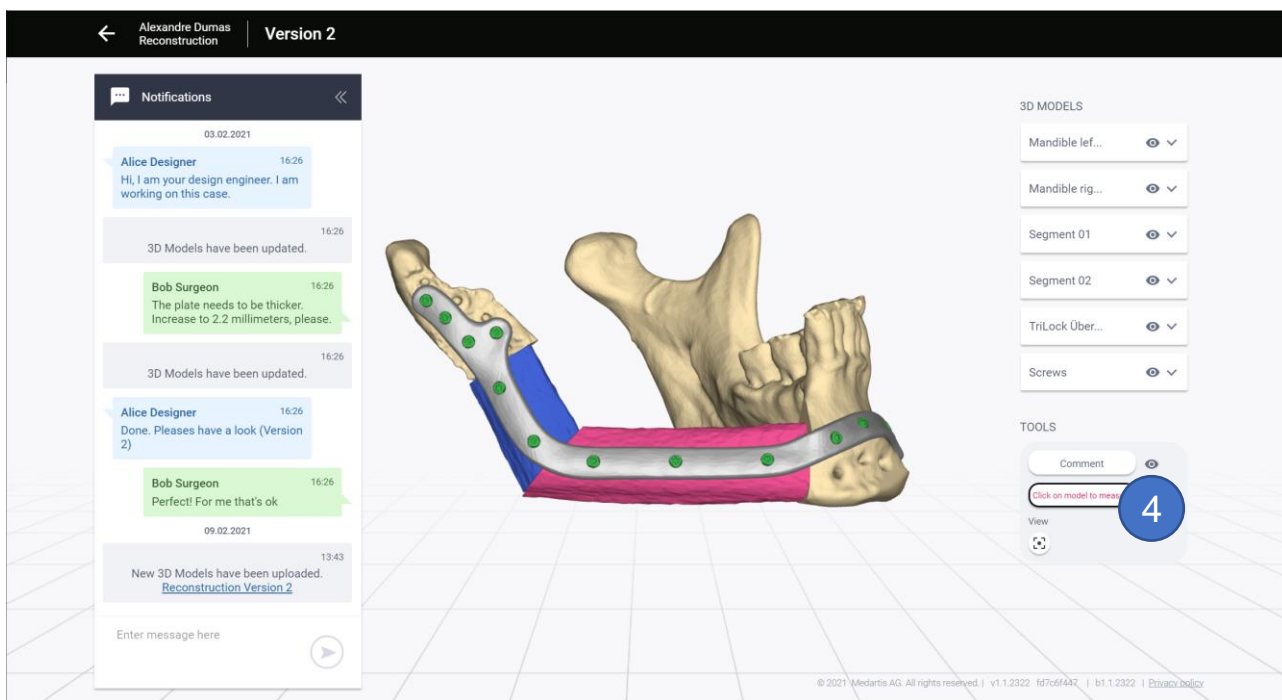 Alexandre Dumas
Reconstruction
Version 2
Notifications
03.02.2021
Alice Designer 16:26
Hi, I am your design engineer. I am
working on this case.
16:26
3D Models have been updated.
Bob Surgeon 16:26
The plate needs to be thicker.
Increase to 2.2 millimeters, please.
16:26
3D Models have been updated.
Alice Designer 16:26
Done. Pleases have a look (Version
2)
Bob Surgeon 16:26
Perfect! For me that's ok
09.02.2021
13:43
New 3D Models have been uploaded.
Reconstruction Version 2
Enter message here
3D MODELS
Mandible lef...
Mandible rig...
Segment 01
Segment 02
TriLock Über...
Screws
TOOLS
Comment
Click on model to meas
4
View
© 2021 Medartis AG. All rights reserved. | v1.1.2322 fd7c6f447 | b1.1.2322 | Privacy policy